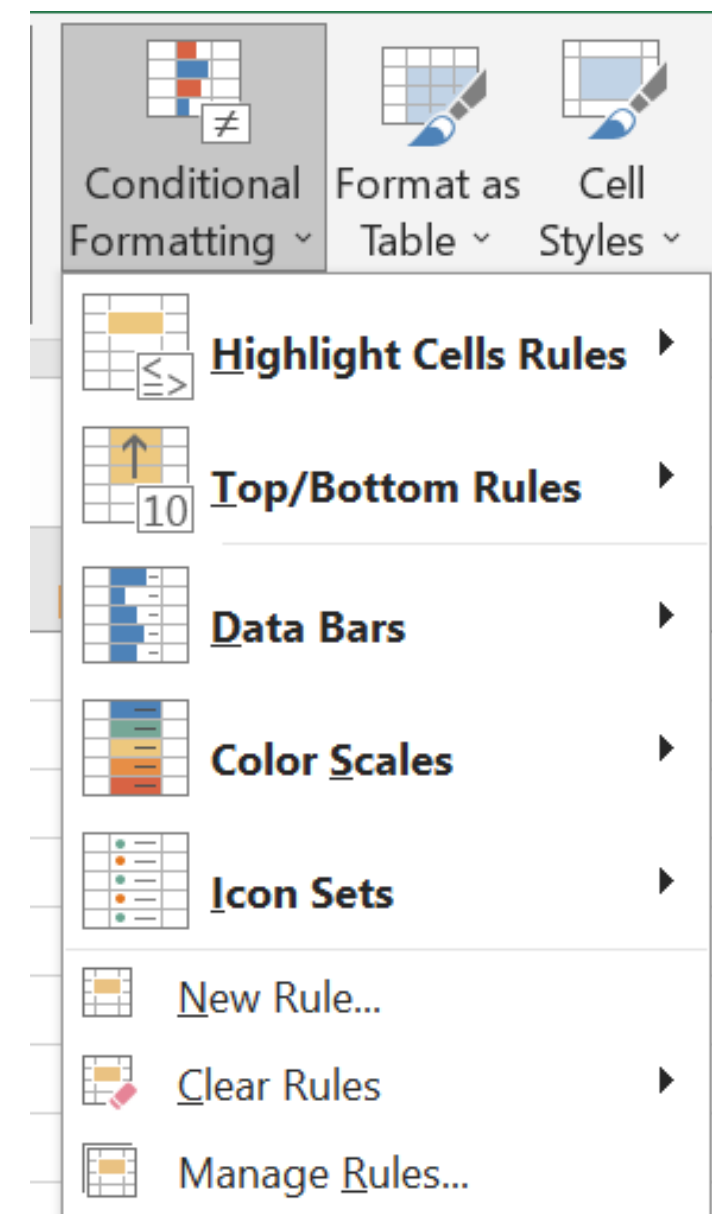 Conditional
Formatting
Format as
Table
Cell
Styles
≠
Highlight Cells Rules
≤ >
Top/Bottom Rules
10
Data Bars
Color Scales
Icon Sets
New Rule...
Clear Rules
Manage Rules...